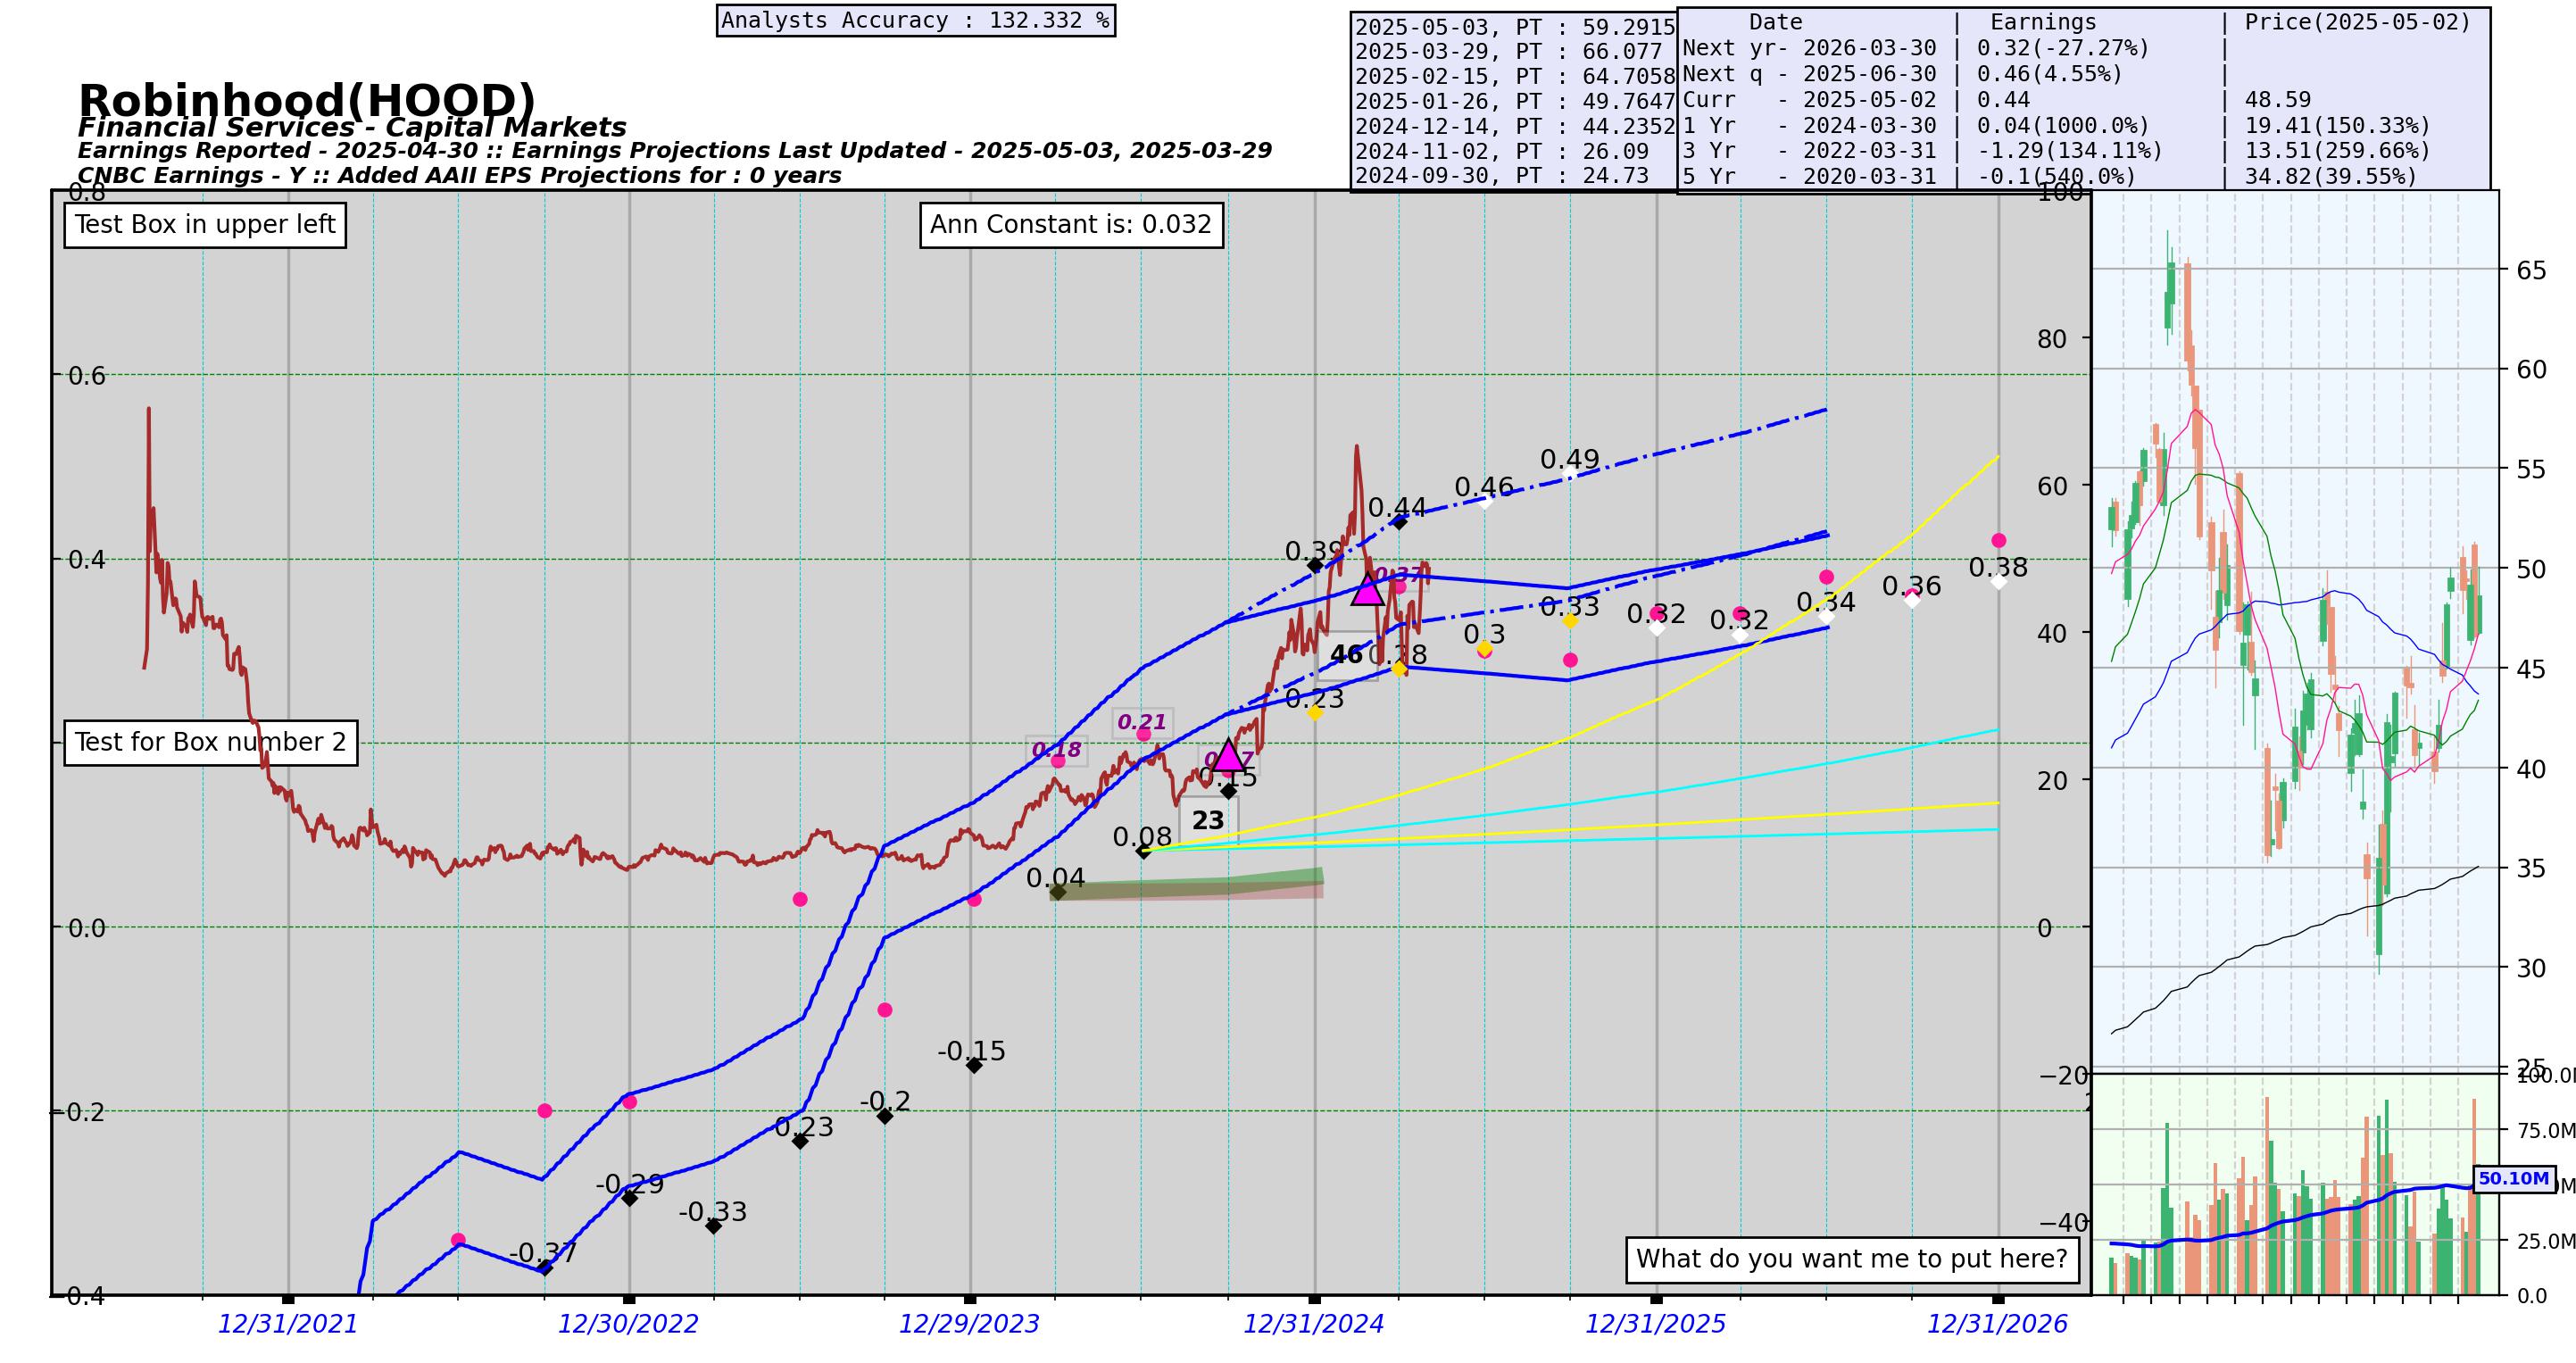 Analysts Accuracy : 132.332 %
2025-05-03, PT : 59.2915
2025-03-29, PT : 66.077
2025-02-15, PT : 64.7058
2025-01-26, PT : 49.7647
2024-12-14, PT : 44.2352
2024-11-02, PT : 26.09
2024-09-30, PT : 24.73
Date | Earnings | Price(2025-05-02)
Next yr- 2026-03-30 | 0.32(-27.27%) |
Next q - 2025-06-30 | 0.46(4.55%) |
Curr - 2025-05-02 | 0.44 | 48.59
1 Yr - 2024-03-30 | 0.04(1000.0%) | 19.41(150.33%)
3 Yr - 2022-03-31 | -1.29(134.11%) | 13.51(259.66%)
5 Yr - 2020-03-31 | -0.1(540.0%) | 34.82(39.55%)
Robinhood(HOOD)
Financial Services - Capital Markets
Earnings Reported - 2025-04-30 :: Earnings Projections Last Updated - 2025-05-03, 2025-03-29
CNBC Earnings - Y :: Added AAII EPS Projections for : 0 years
0.8
100
Test Box in upper left
Ann Constant is: 0.032
65
80
60
0.6
55
0.49
0.46
60
0.44
0.39
0.4
50
0.37
0.38
0.36
0.34
0.33
0.32
0.32
0.3
40
46
45
0.23
0.21
0.18
Test for Box number 2
40
20
0.15
23
0.08
35
0.04
0.0
0
30
-0.15
−20
25
100.0M
-0.2
−0.2
75.0M
50.10M
-0.29
-0.33
−40
25.0M
-0.37
What do you want me to put here?
−0.4
0.0
12/31/2021
12/30/2022
12/29/2023
12/31/2024
12/31/2025
12/31/2026